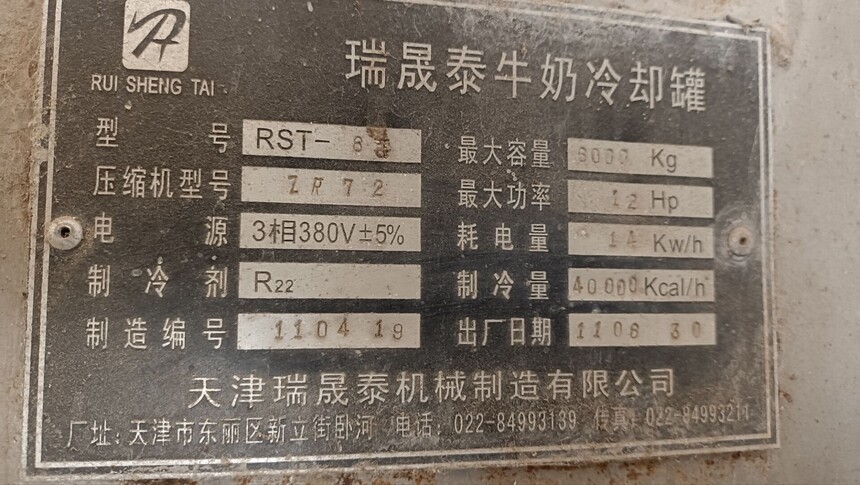 RUI SHENG TAI
瑞晟泰牛奶冷却罐
型号 RST-6 最大容量 6000 Kg
压缩机型号 ZR72 最大功率 12 Hp
电源 3相380V±5% 耗电量 14 Kw/h
制冷剂 R22 制冷量 40000Kcal/h
制造编号 110419 出厂日期 1106 30
天津瑞晟泰机械制造有限公司
厂址:天津市东丽区新立街卧河 电话:022-84993139 传真:022-84993211